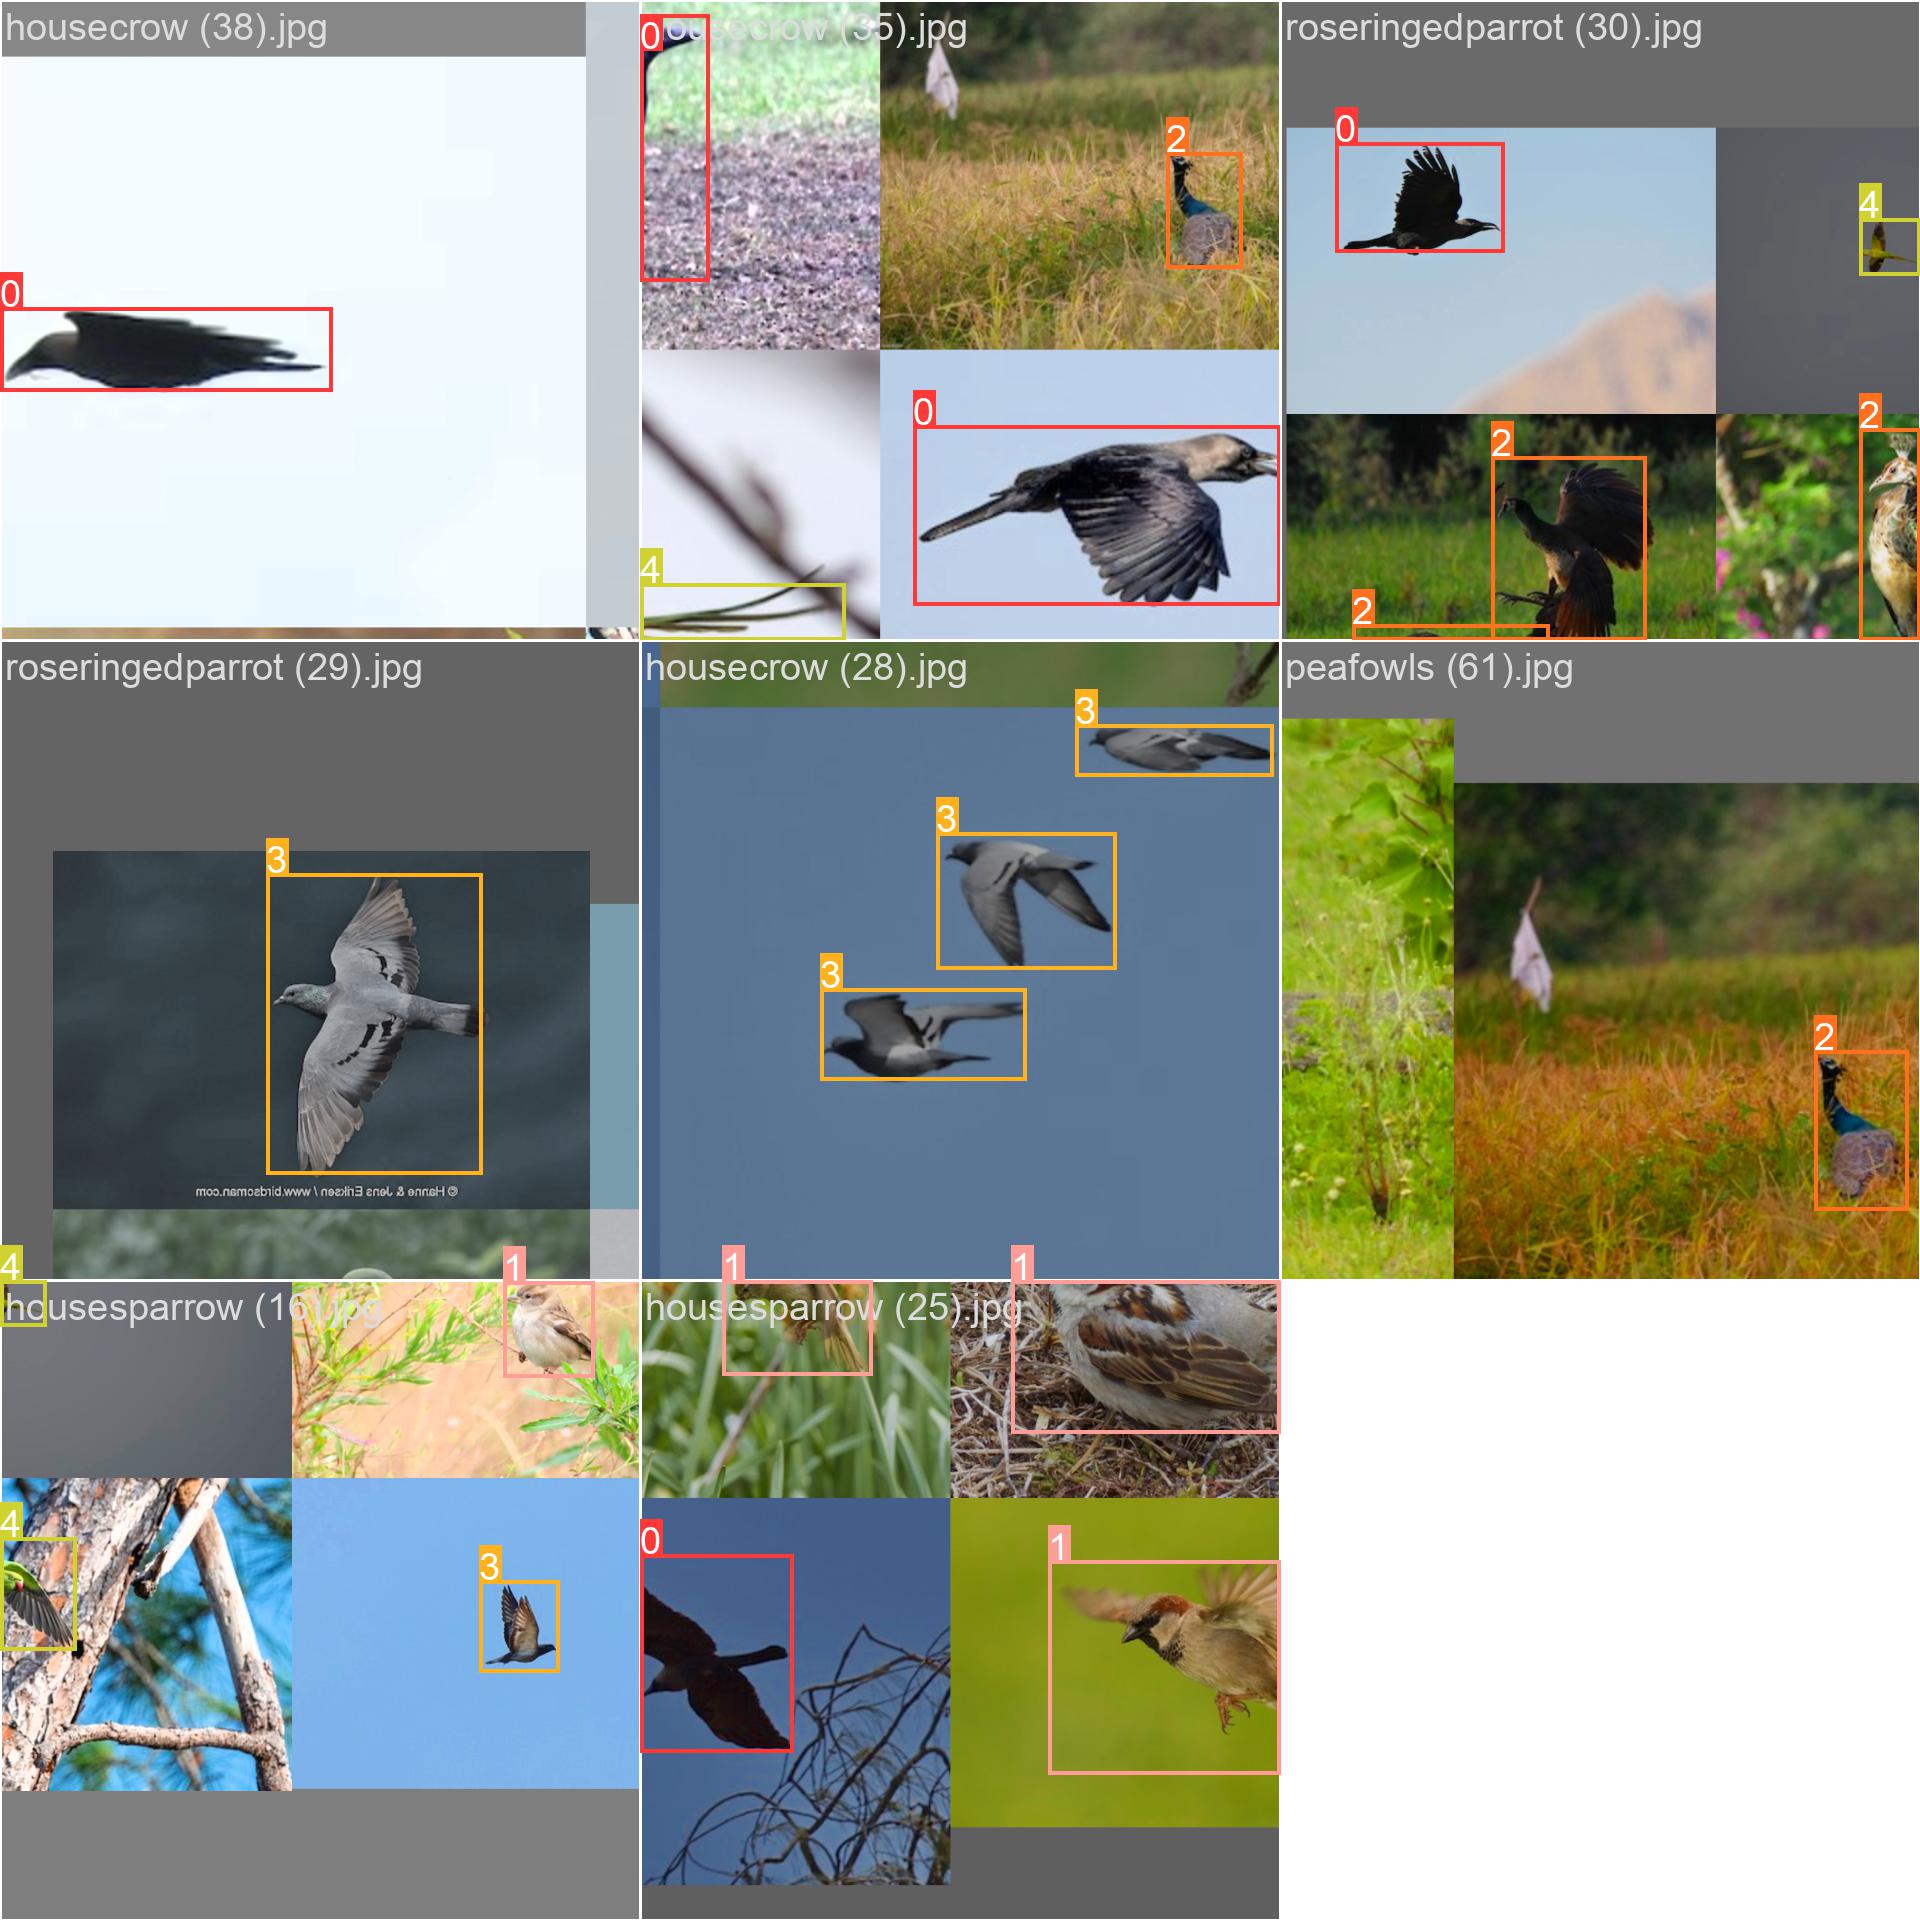 housecrow (38).jpg
housecrow (35).jpg
roseringedparrot (30).jpg
0
0
2
0
4
0
4
2
2
2
roseringedparrot (29).jpg
housecrow (28).jpg
peafowls (61).jpg
3
3
3
3
2
© Hanne & Jens Eriksen / www.birdsoman.com
4
1
1
1
housesparrow (16).jpg
housesparrow (25).jpg
4
3
0
1